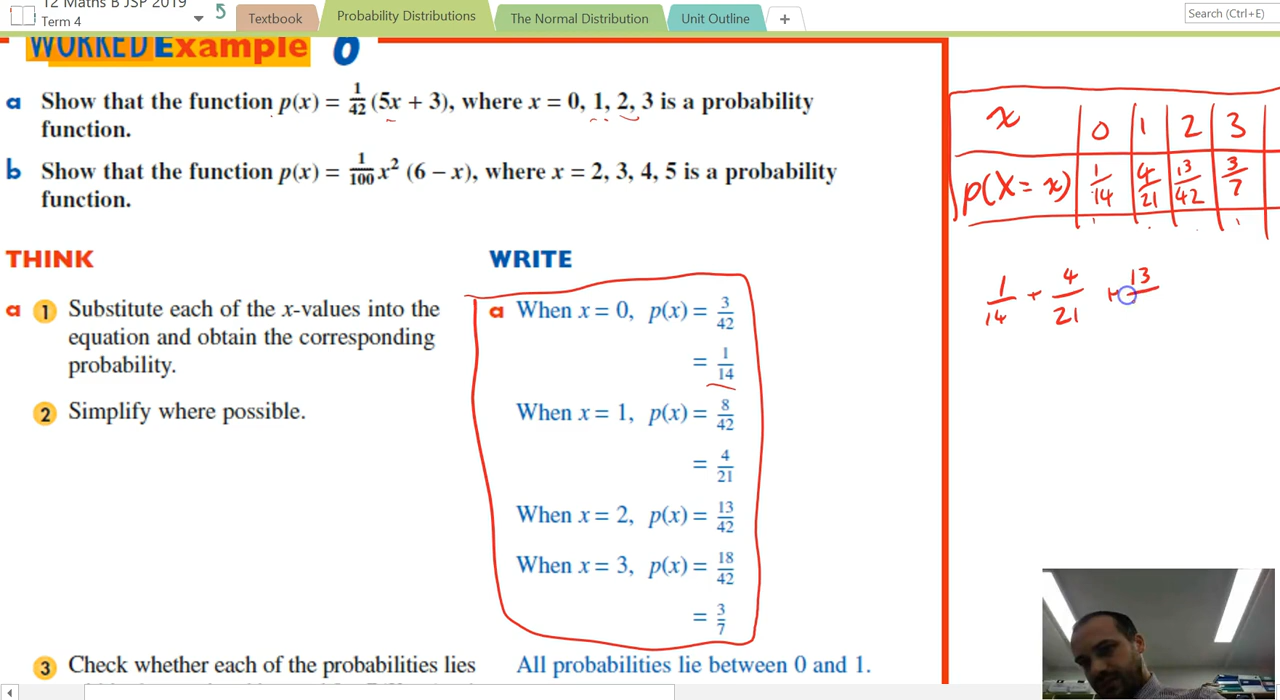 12 Maths B JSP 2019
Term 4
Textbook
Probability Distributions
The Normal Distribution
Unit Outline
+
Search (Ctrl+E)
WORKED Example 6
a Show that the function p(x) = 1/42 (5x + 3), where x = 0, 1, 2, 3 is a probability
function.
b Show that the function p(x) = 1/100 x² (6 − x), where x = 2, 3, 4, 5 is a probability
function.
THINK
WRITE
a 1 Substitute each of the x-values into the
equation and obtain the corresponding
probability.
2 Simplify where possible.
a When x = 0, p(x) = 3/42
= 1/14
When x = 1, p(x) = 8/42
= 4/21
When x = 2, p(x) = 13/42
When x = 3, p(x) = 18/42
= 3/7
3 Check whether each of the probabilities lies
All probabilities lie between 0 and 1.
x 0 1 2 3
p(X = x) 1/14 4/21 13/42 3/7
1/14 + 4/21 + 13